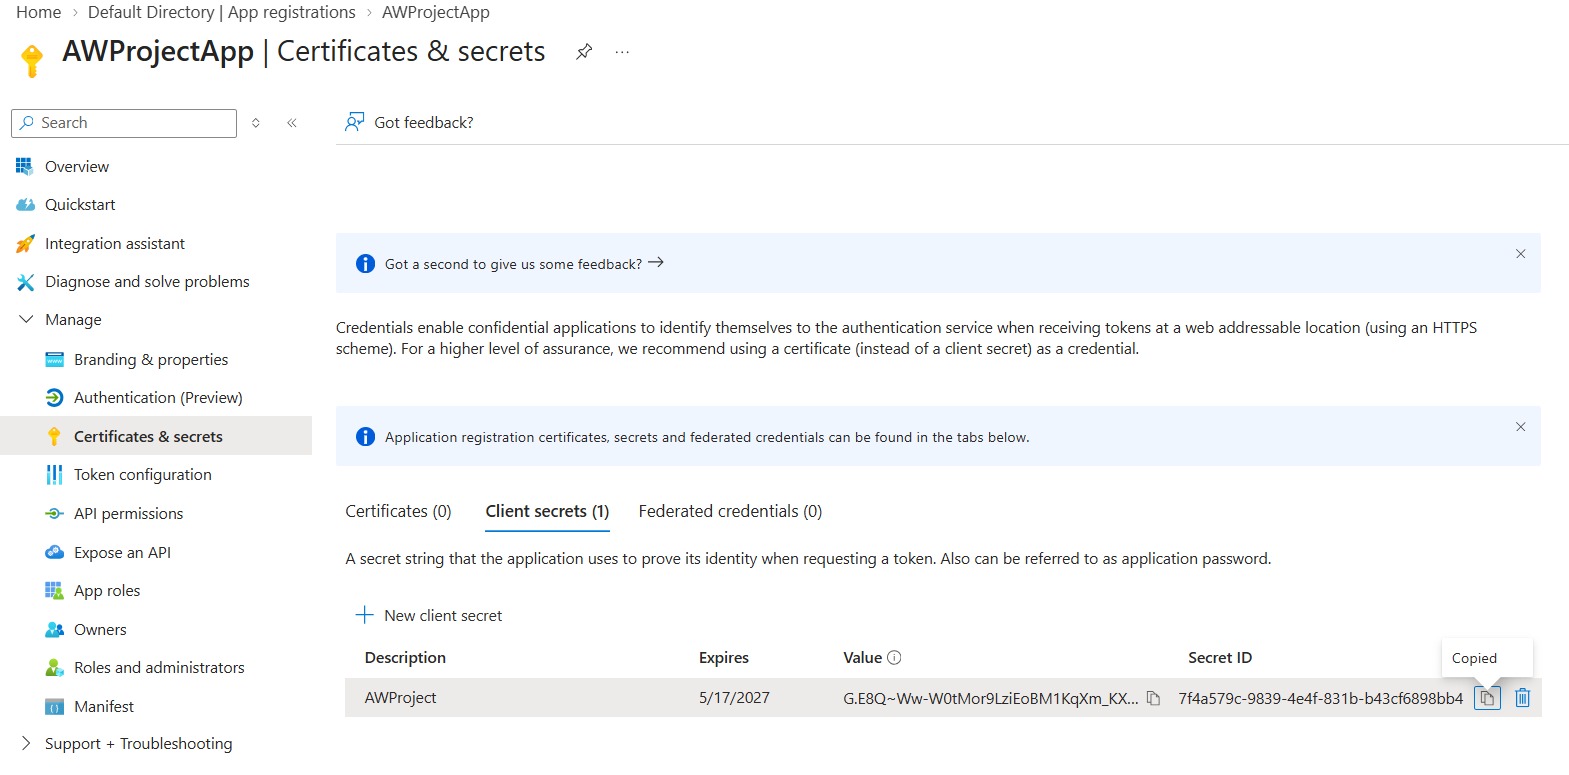 Home > Default Directory | App registrations > AWProjectApp
AWProjectApp | Certificates & secrets
Search
Got feedback?
Overview
Quickstart
Integration assistant
Diagnose and solve problems
Manage
Branding & properties
Authentication (Preview)
Certificates & secrets
Token configuration
API permissions
Expose an API
App roles
Owners
Roles and administrators
Manifest
Support + Troubleshooting
Got a second to give us some feedback?
Credentials enable confidential applications to identify themselves to the authentication service when receiving tokens at a web addressable location (using an HTTPS
scheme). For a higher level of assurance, we recommend using a certificate (instead of a client secret) as a credential.
Application registration certificates, secrets and federated credentials can be found in the tabs below.
Certificates (0) Client secrets (1) Federated credentials (0)
A secret string that the application uses to prove its identity when requesting a token. Also can be referred to as application password.
New client secret
Description Expires Value Secret ID Copied
AWProject 5/17/2027 G.E8Q~Ww-W0tMor9LziEoBM1KqXm_KX... 7f4a579c-9839-4e4f-831b-b43cf6898bb4